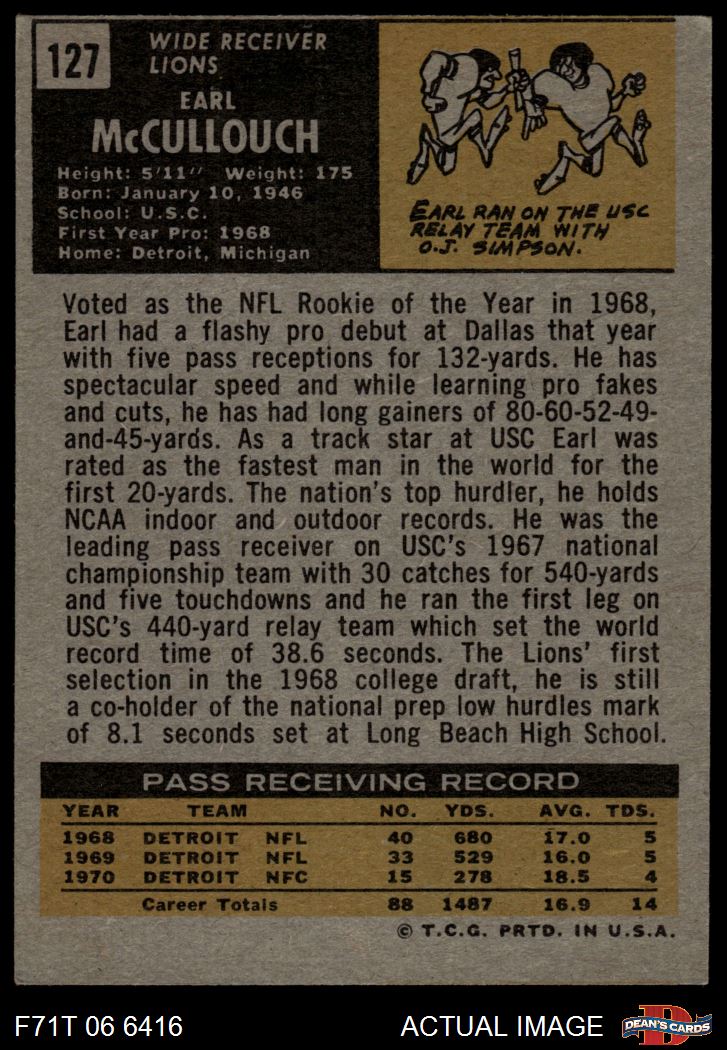 127
WIDE RECEIVER
LIONS
EARL
McCULLOUCH
Height: 5'11" Weight: 175
Born: January 10, 1946
School: U.S.C.
First Year Pro: 1968
Home: Detroit, Michigan
EARL RAN ON THE USC
RELAY TEAM WITH
O.J. SIMPSON.
Voted as the NFL Rookie of the Year in 1968,
Earl had a flashy pro debut at Dallas that year
with five pass receptions for 132-yards. He has
spectacular speed and while learning pro fakes
and cuts, he has had long gainers of 80-60-52-49-
and-45-yards. As a track star at USC Earl was
rated as the fastest man in the world for the
first 20-yards. The nation's top hurdler, he holds
NCAA indoor and outdoor records. He was the
leading pass receiver on USC's 1967 national
championship team with 30 catches for 540-yards
and five touchdowns and he ran the first leg on
USC's 440-yard relay team which set the world
record time of 38.6 seconds. The Lions' first
selection in the 1968 college draft, he is still
a co-holder of the national prep low hurdles mark
of 8.1 seconds set at Long Beach High School.
PASS RECEIVING RECORD
YEAR TEAM NO. YDS. AVG. TDS.
1968 DETROIT NFL 40 680 17.0 5
1969 DETROIT NFL 33 529 16.0 5
1970 DETROIT NFC 15 278 18.5 4
Career Totals 88 1487 16.9 14
© T.C.G. PRTD. IN U.S.A.
F71T 06 6416 ACTUAL IMAGE D DEAN'S CARDS